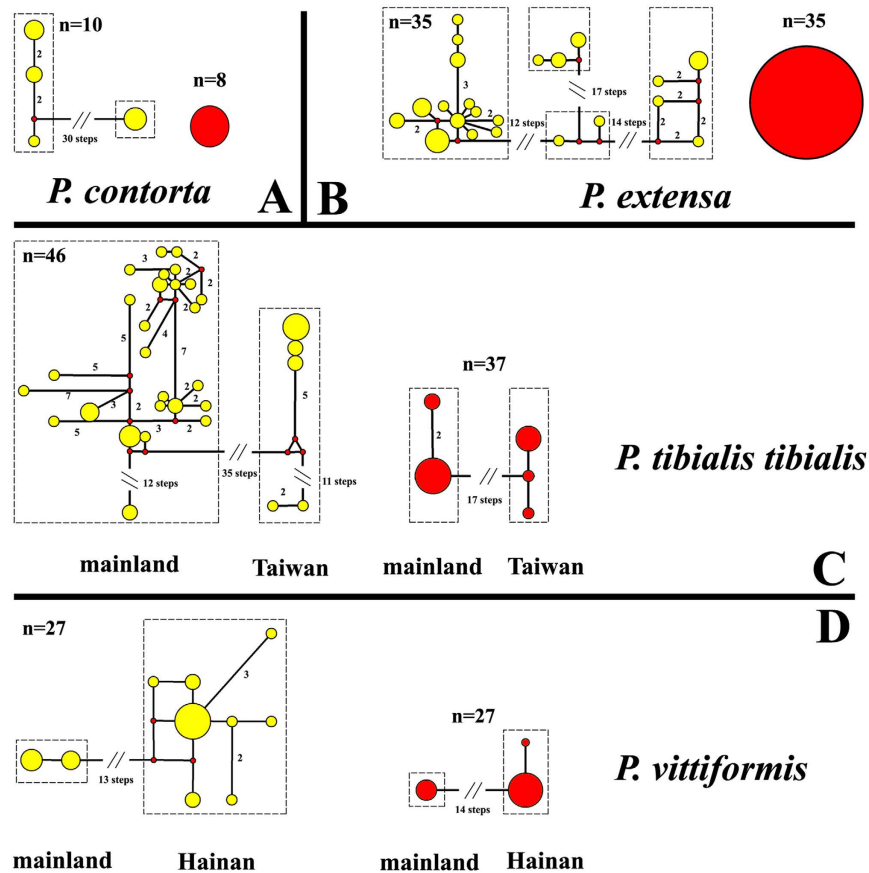 n=10
2
2
30 steps
n=8
P. contorta
A
n=35
3
2
2
12 steps
17 steps
14 steps
2
2
2
2
2
n=35
B
P. extensa
n=46
3
2
2
2
2
2
4
5
7
5
7
3
2
2
2
5
3
2
12 steps
35 steps
5
11 steps
2
n=37
2
17 steps
P. tibialis tibialis
mainland
Taiwan
mainland
Taiwan
C
n=27
D
3
2
13 steps
n=27
14 steps
P. vittiformis
mainland
Hainan
mainland
Hainan